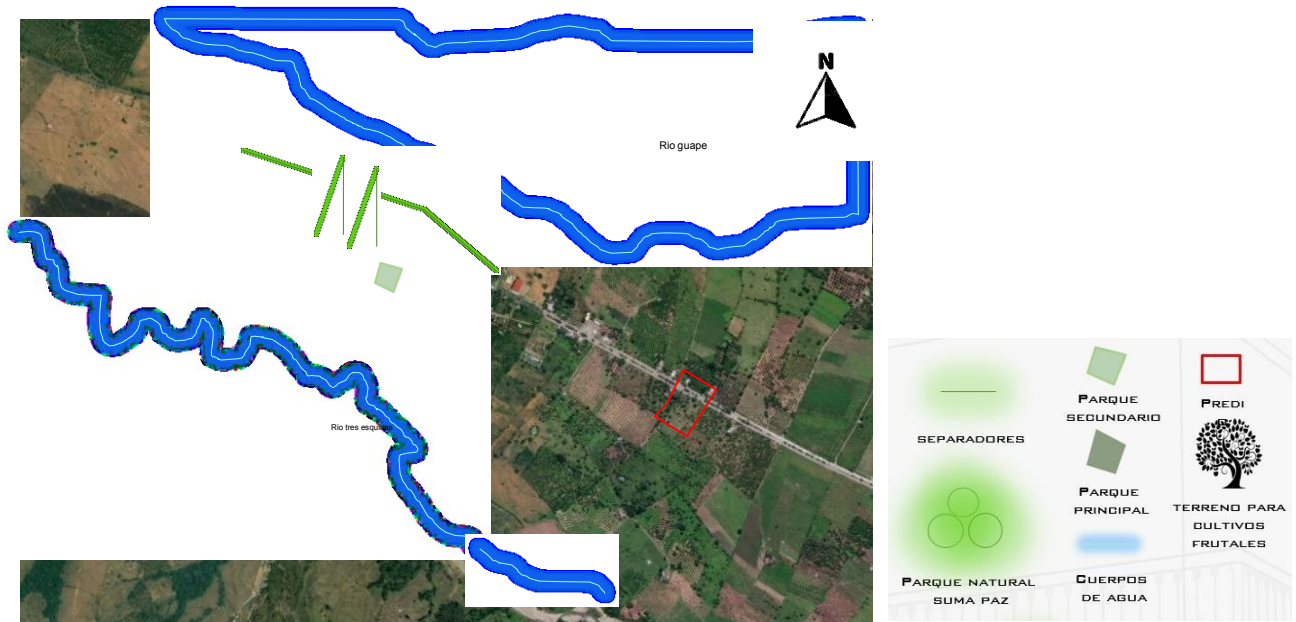 N
Rio guape
Rio tres esquinas
SEPARADORES
PARQUE NATURAL
SUMA PAZ
PARQUE
SECUNDARIO
PARQUE
PRINCIPAL
CUERPOS
DE AGUA
PREDI
TERRENO PARA
CULTIVOS
FRUTALES